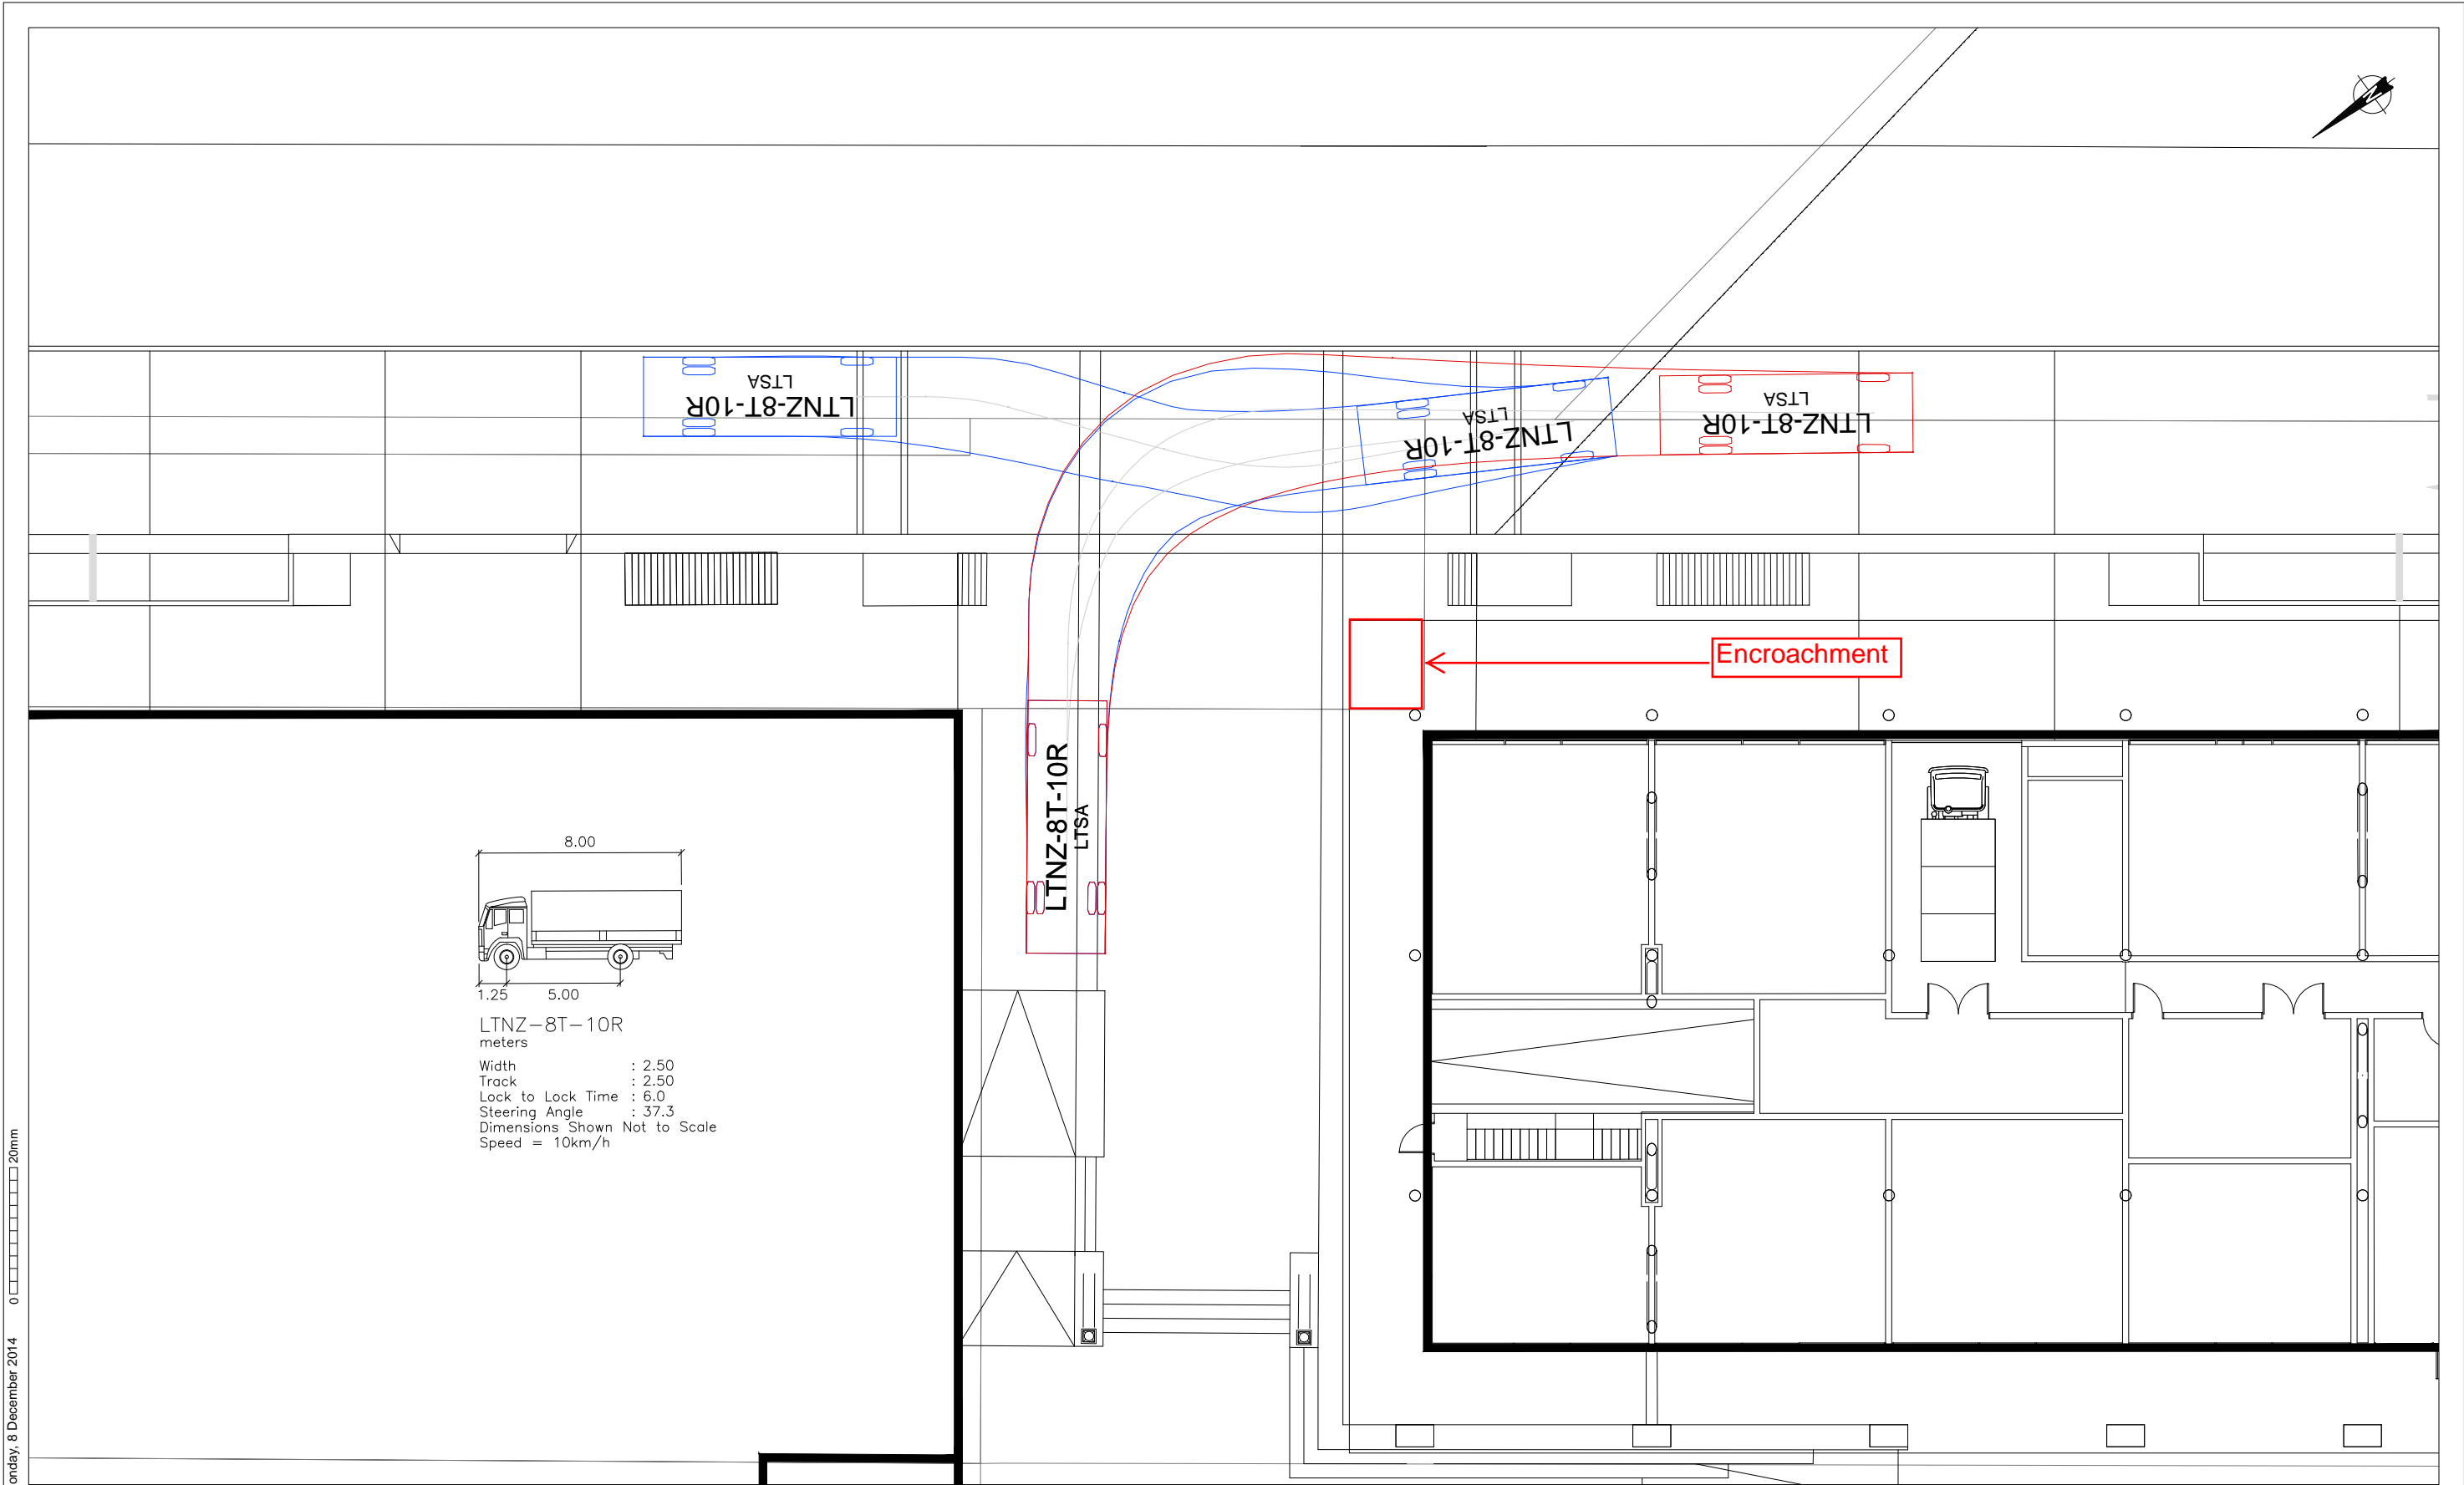 LTSA
LTNZ-8T-10R
LTSA
LTNZ-8T-10R
LTSA
LTNZ-8T-10R
Encroachment
LTNZ-8T-10R
LTSA
8.00
1.25 5.00
LTNZ-8T-10R
meters
Width : 2.50
Track : 2.50
Lock to Lock Time : 6.0
Steering Angle : 37.3
Dimensions Shown Not to Scale
Speed = 10km/h
0 20mm
onday, 8 December 2014